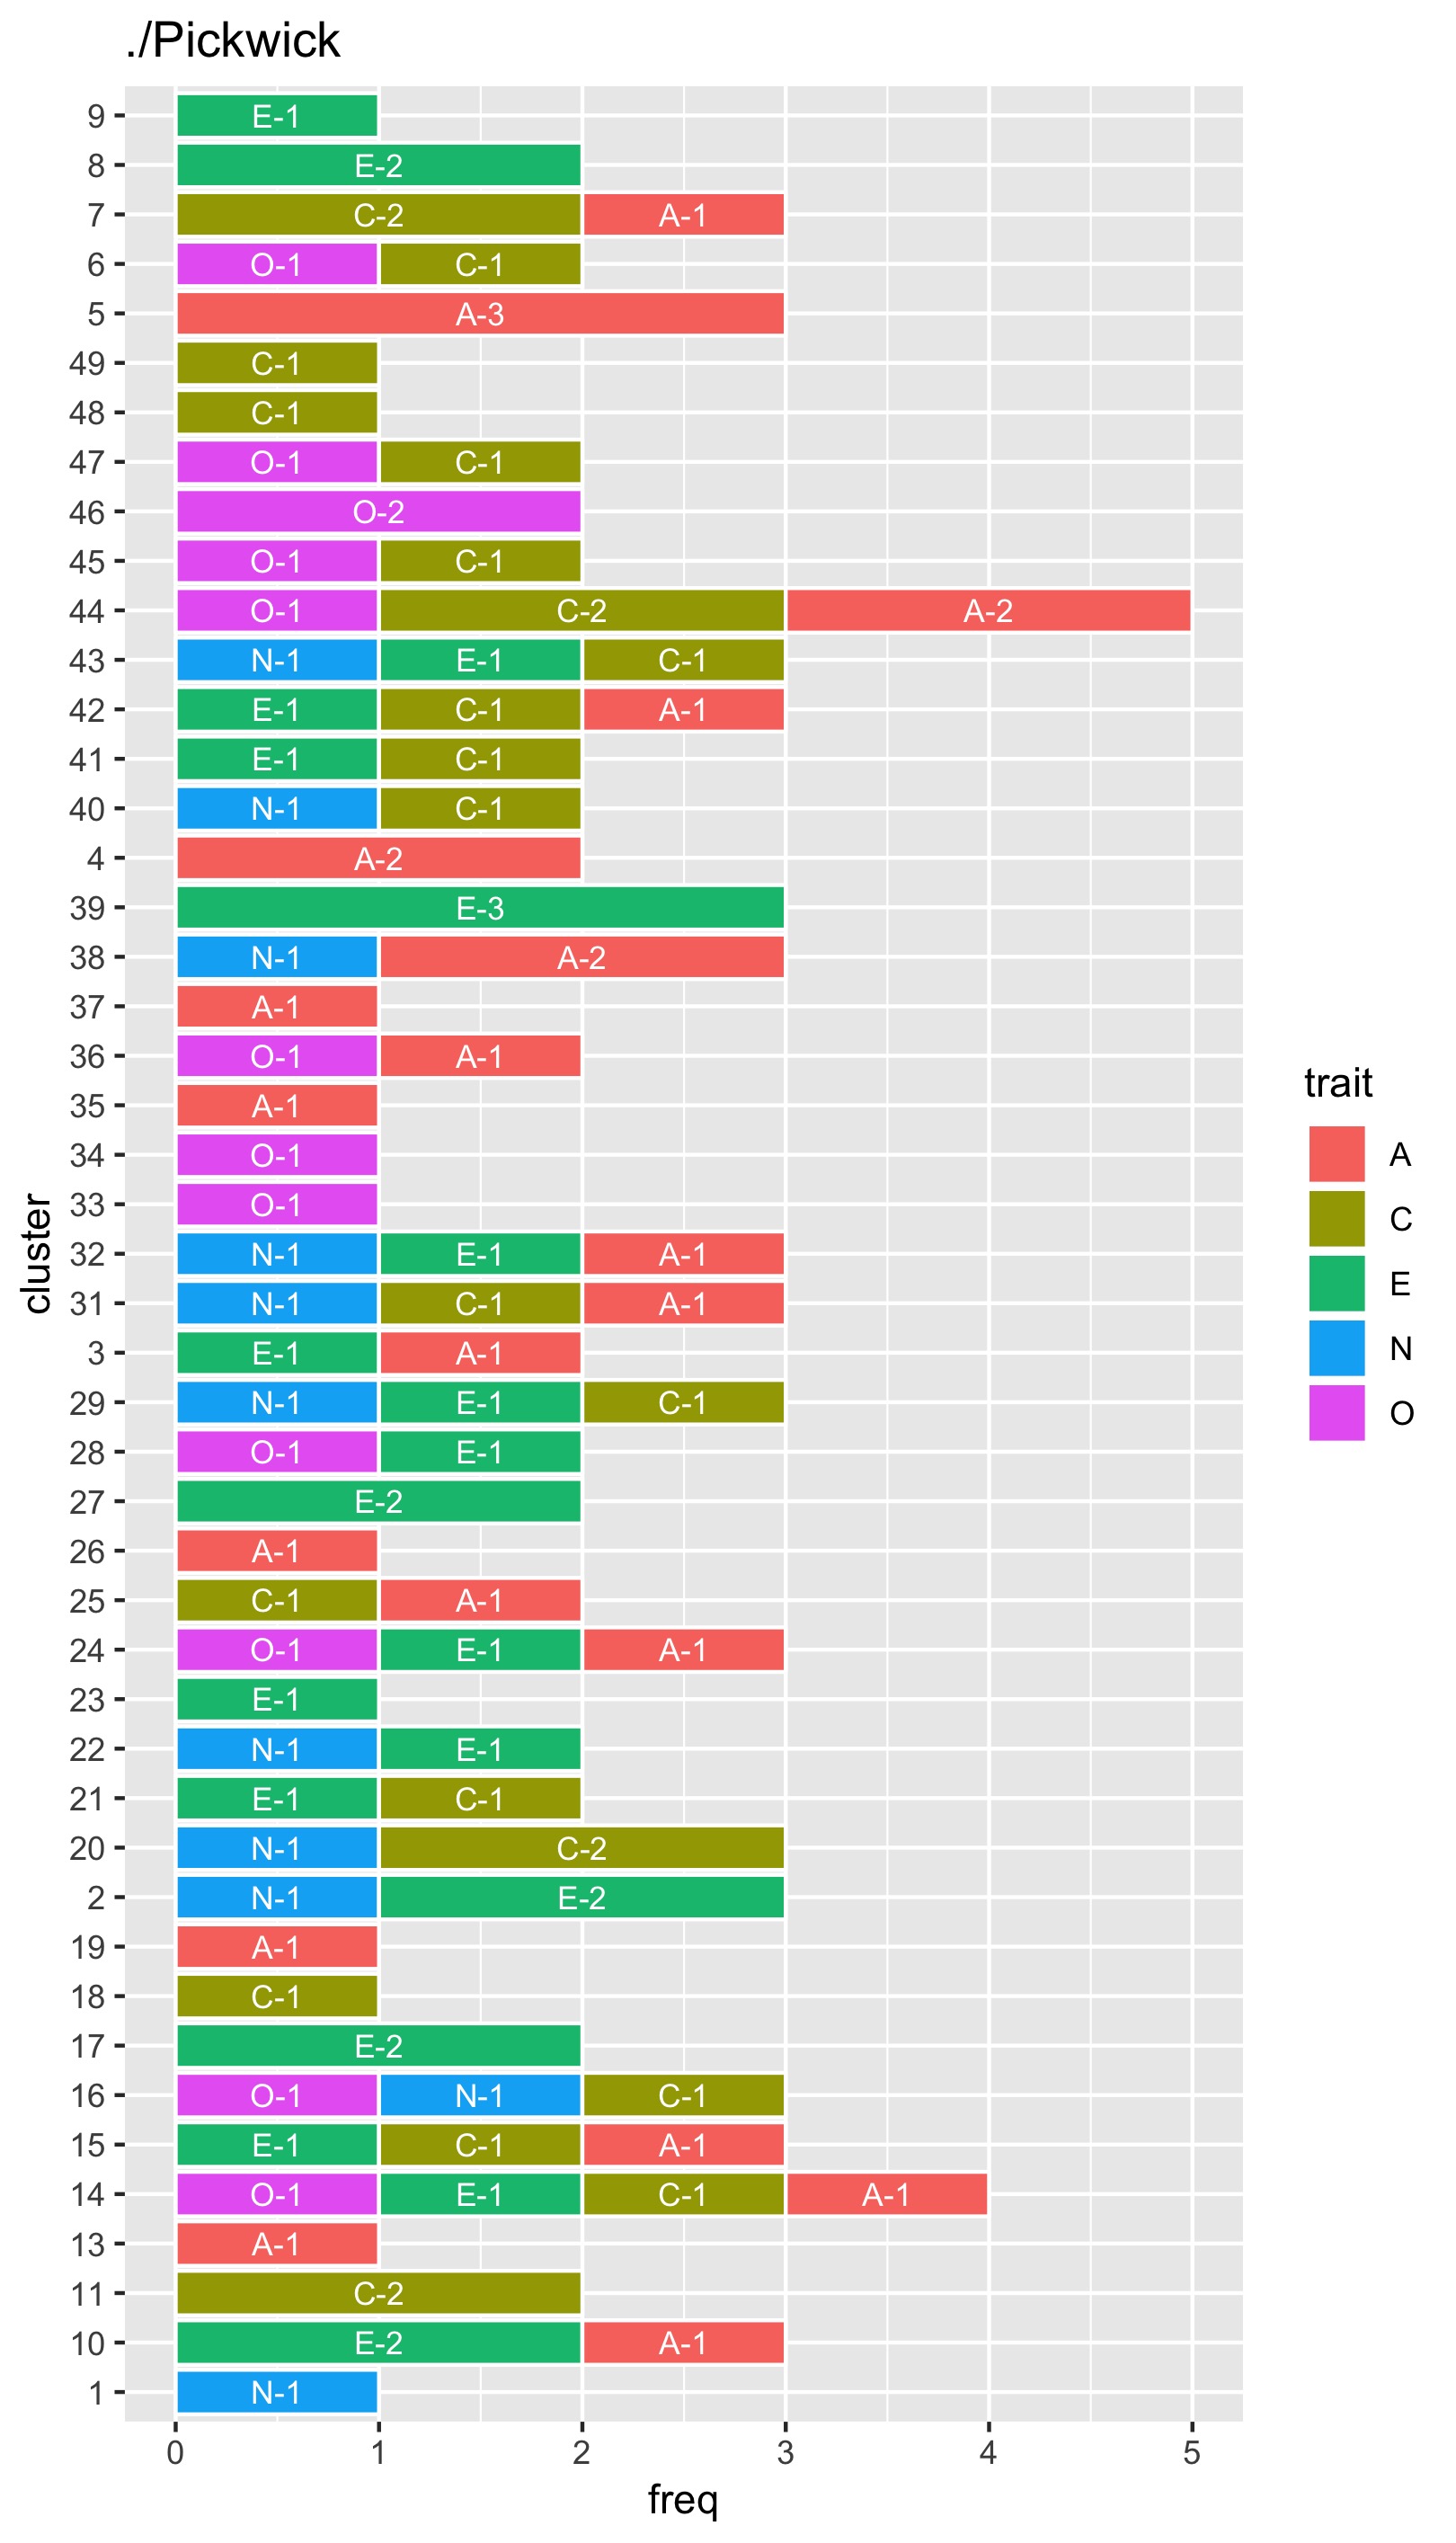 ./Pickwick
9 E-1
8 E-2
7 C-2 A-1
6 O-1 C-1
5 A-3
49 C-1
48 C-1
47 O-1 C-1
46 O-2
45 O-1 C-1
44 O-1 C-2 A-2
43 N-1 E-1 C-1
42 E-1 C-1 A-1
41 E-1 C-1
40 N-1 C-1
4 A-2
39 E-3
38 N-1 A-2
37 A-1
36 O-1 A-1
35 A-1
34 O-1
33 O-1
32 N-1 E-1 A-1
31 N-1 C-1 A-1
3 E-1 A-1
29 N-1 E-1 C-1
28 O-1 E-1
27 E-2
26 A-1
25 C-1 A-1
24 O-1 E-1 A-1
23 E-1
22 N-1 E-1
21 E-1 C-1
20 N-1 C-2
2 N-1 E-2
19 A-1
18 C-1
17 E-2
16 O-1 N-1 C-1
15 E-1 C-1 A-1
14 O-1 E-1 C-1 A-1
13 A-1
11 C-2
10 E-2 A-1
1 N-1
0 1 2 3 4 5
freq
cluster
trait
A
C
E
N
O